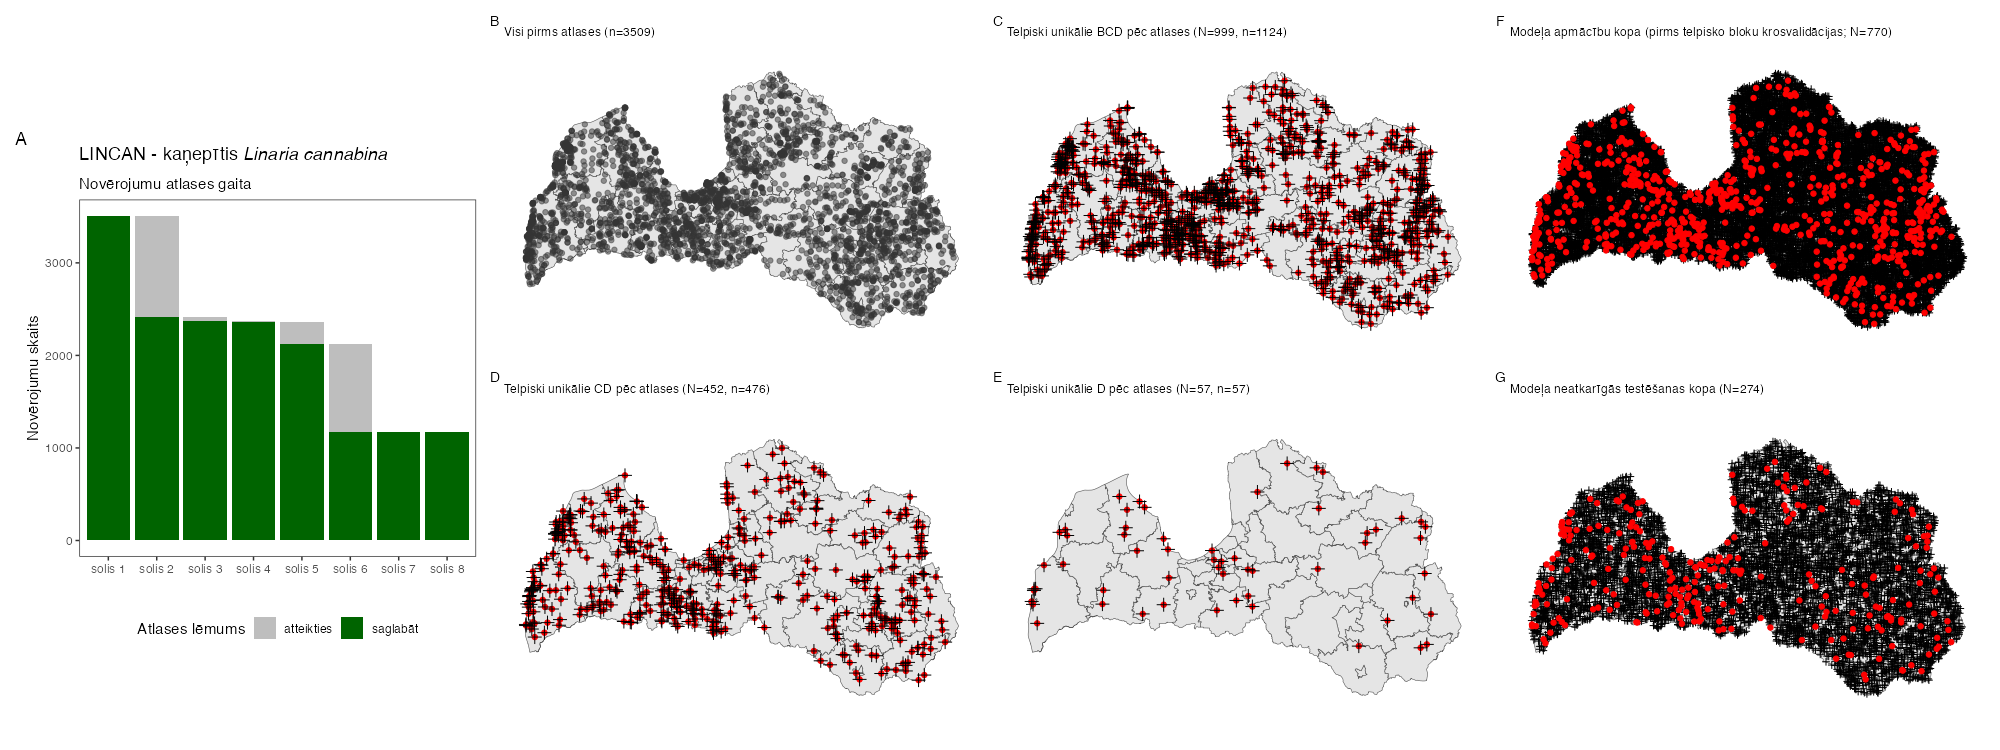 A
LINCAN - kaņepītis Linaria cannabina
Novērojumu atlases gaita
Novērojumu skaits
3000
2000
1000
0
solis 1 solis 2 solis 3 solis 4 solis 5 solis 6 solis 7 solis 8
Atlases lēmums atteikties saglabāt
B
Visi pirms atlases (n=3509)
C
Telpiski unikālie BCD pēc atlases (N=999, n=1124)
F
Modeļa apmācību kopa (pirms telpisko bloku krosvalidācijas; N=770)
D
Telpiski unikālie CD pēc atlases (N=452, n=476)
E
Telpiski unikālie D pēc atlases (N=57, n=57)
G
Modeļa neatkarīgās testēšanas kopa (N=274)